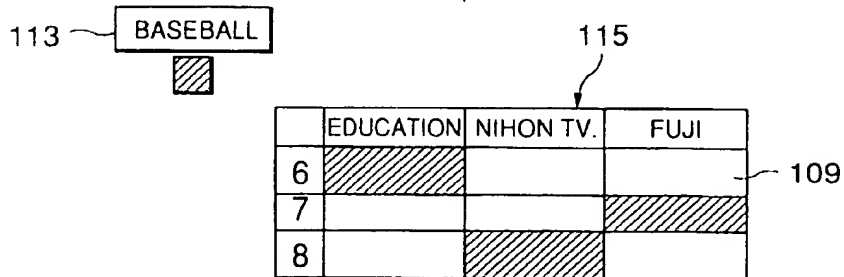 113 BASEBALL
115
EDUCATION NIHON TV. FUJI
6 109
7
8